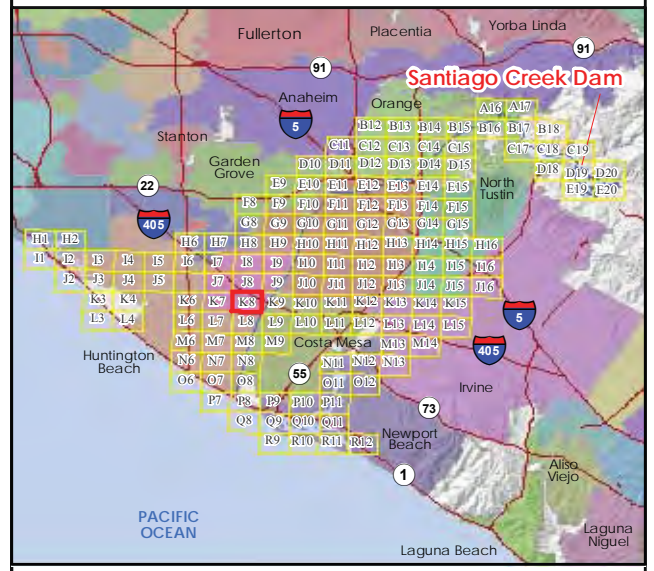 Yorba Linda
Placentia
Fullerton
91
91
Santiago Creek Dam
Anaheim
Orange
A16 A17
5
B12 B13 B14 B15 B16 B17 B18
Stanton
C11 C12 C13 C14 C15 C17 C18 C19
Garden
Grove
D10 D11 D12 D13 D14 D15 D18 D19 D20
22
E9 E10 E11 E12 E13 E14 E15 E19 E20
North
Tustin
F8 F9 F10 F11 F12 F13 F14 F15
405
G8 G9 G10 G11 G12 G13 G14 G15
H1 H2 H6 H7 H8 H9 H10 H11 H12 H13 H14 H15 H16
I1 I2 I3 I4 I5 I6 I7 I8 I9 I10 I11 I12 I13 I14 I15 I16
J2 J3 J4 J5 J7 J8 J9 J10 J11 J12 J13 J14 J15 J16
K3 K4 K6 K7 K8 K9 K10 K11 K12 K13 K14 K15
5
L3 L4 L6 L7 L8 L9 L10 L11 L12 L13 L14 L15
M6 M7 M8 M9 Costa Mesa M13 M14
405
Huntington
Beach
N6 N7 N8 N11 N12 N13
55
O6 O7 O8 O11 O12
Irvine
P7 P8 P9 P10 P11
73
Q8 Q9 Q10 Q11
Newport
Beach
R9 R10 R11 R12
1
Aliso
Viejo
PACIFIC
OCEAN
Laguna
Niguel
Laguna Beach